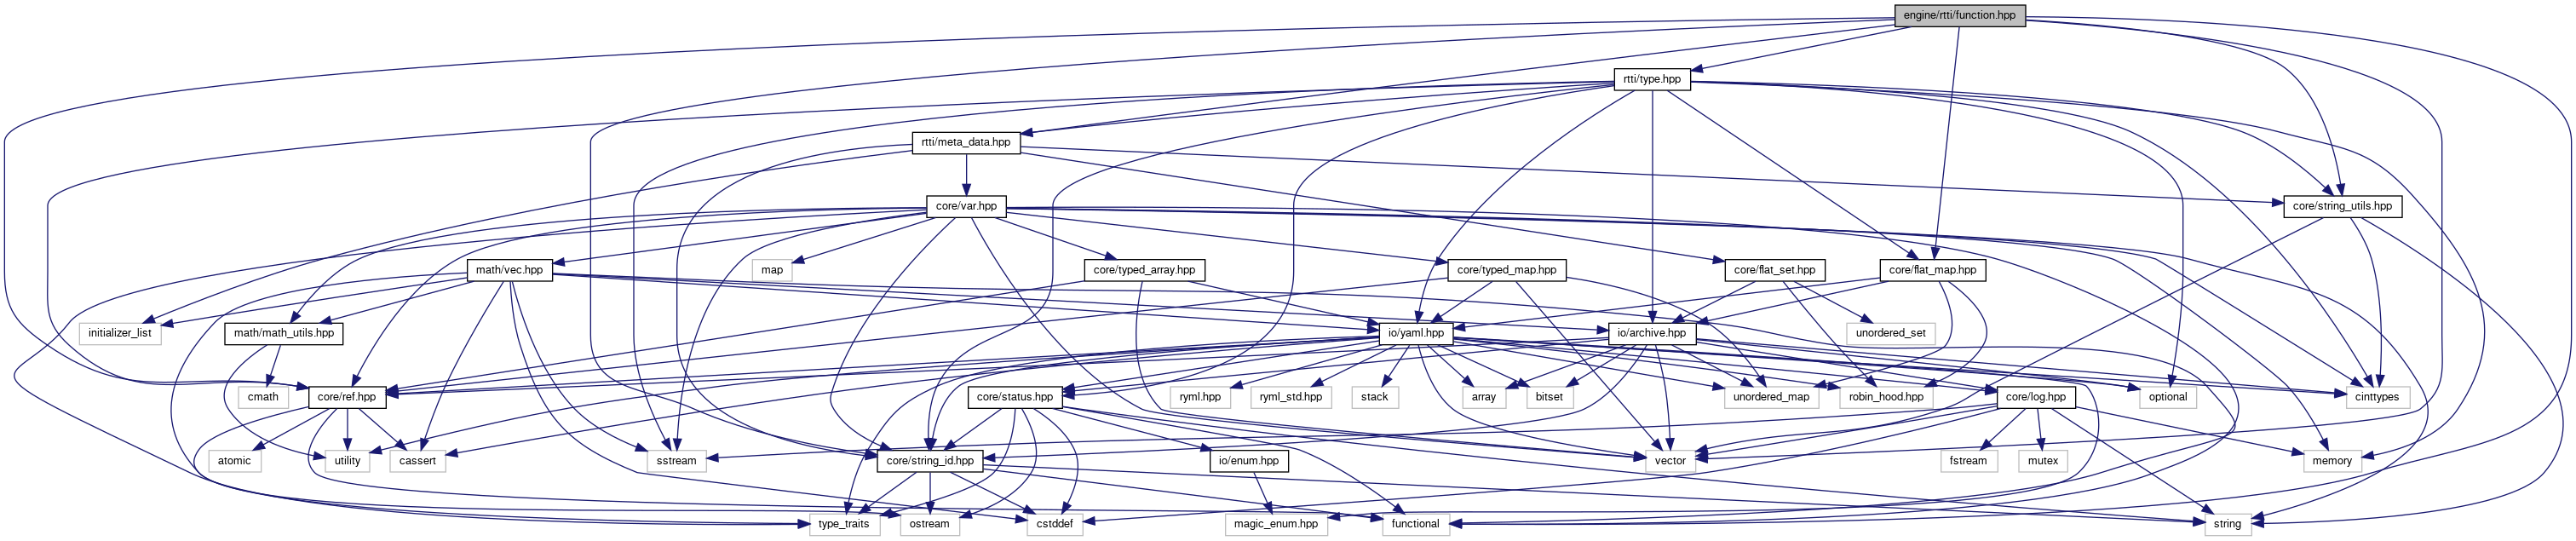 engine/rtti/function.hpp
rtti/type.hpp
rtti/meta_data.hpp
core/var.hpp
core/string_utils.hpp
map
math/vec.hpp
core/typed_array.hpp
core/typed_map.hpp
core/flat_set.hpp
core/flat_map.hpp
initializer_list
math/math_utils.hpp
io/yaml.hpp
io/archive.hpp
unordered_set
cmath
core/ref.hpp
core/status.hpp
ryml.hpp
ryml_std.hpp
stack
array
bitset
unordered_map
robin_hood.hpp
core/log.hpp
optional
cinttypes
atomic
utility
cassert
sstream
core/string_id.hpp
io/enum.hpp
vector
fstream
mutex
memory
type_traits
ostream
cstddef
magic_enum.hpp
functional
string